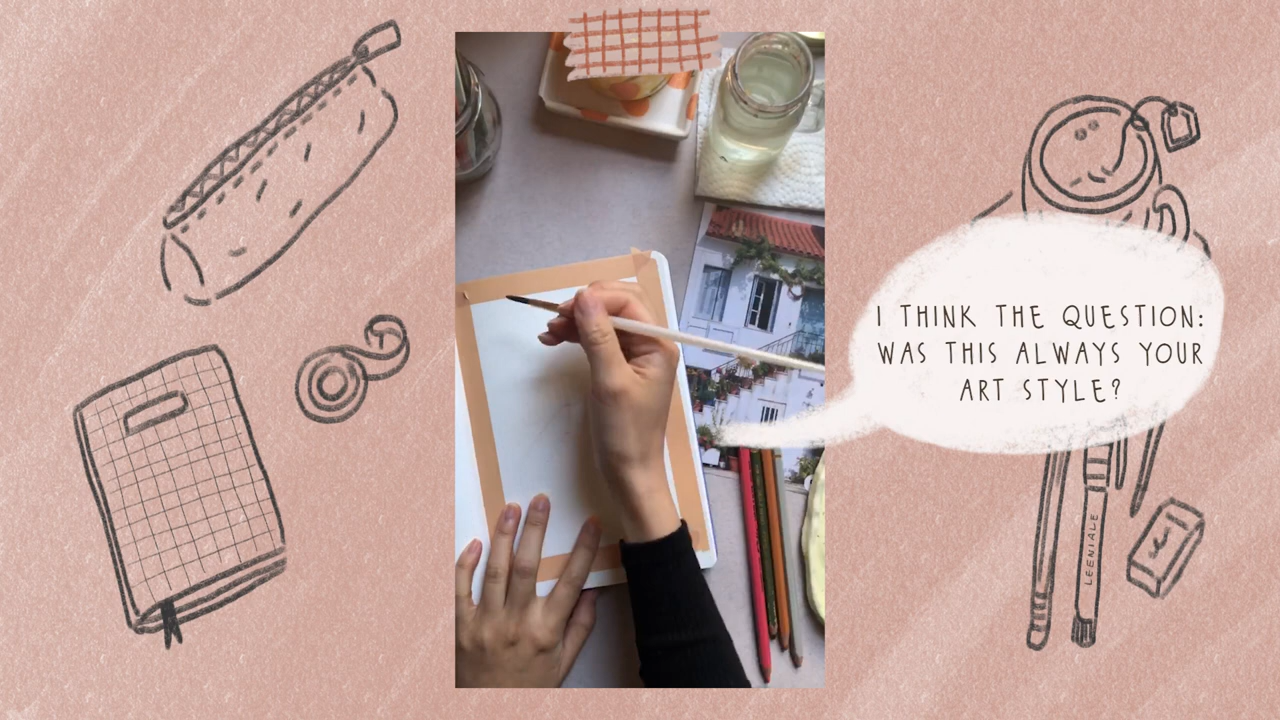 I THINK THE QUESTION:
WAS THIS ALWAYS YOUR
ART STYLE?
LEENIALE